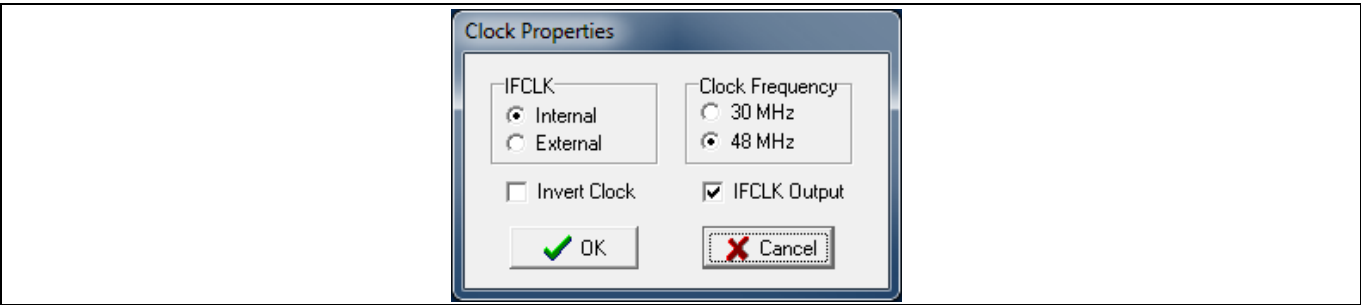 Clock Properties
IFCLK
Internal
External
Clock Frequency
30 MHz
48 MHz
Invert Clock
IFCLK Output
OK
Cancel